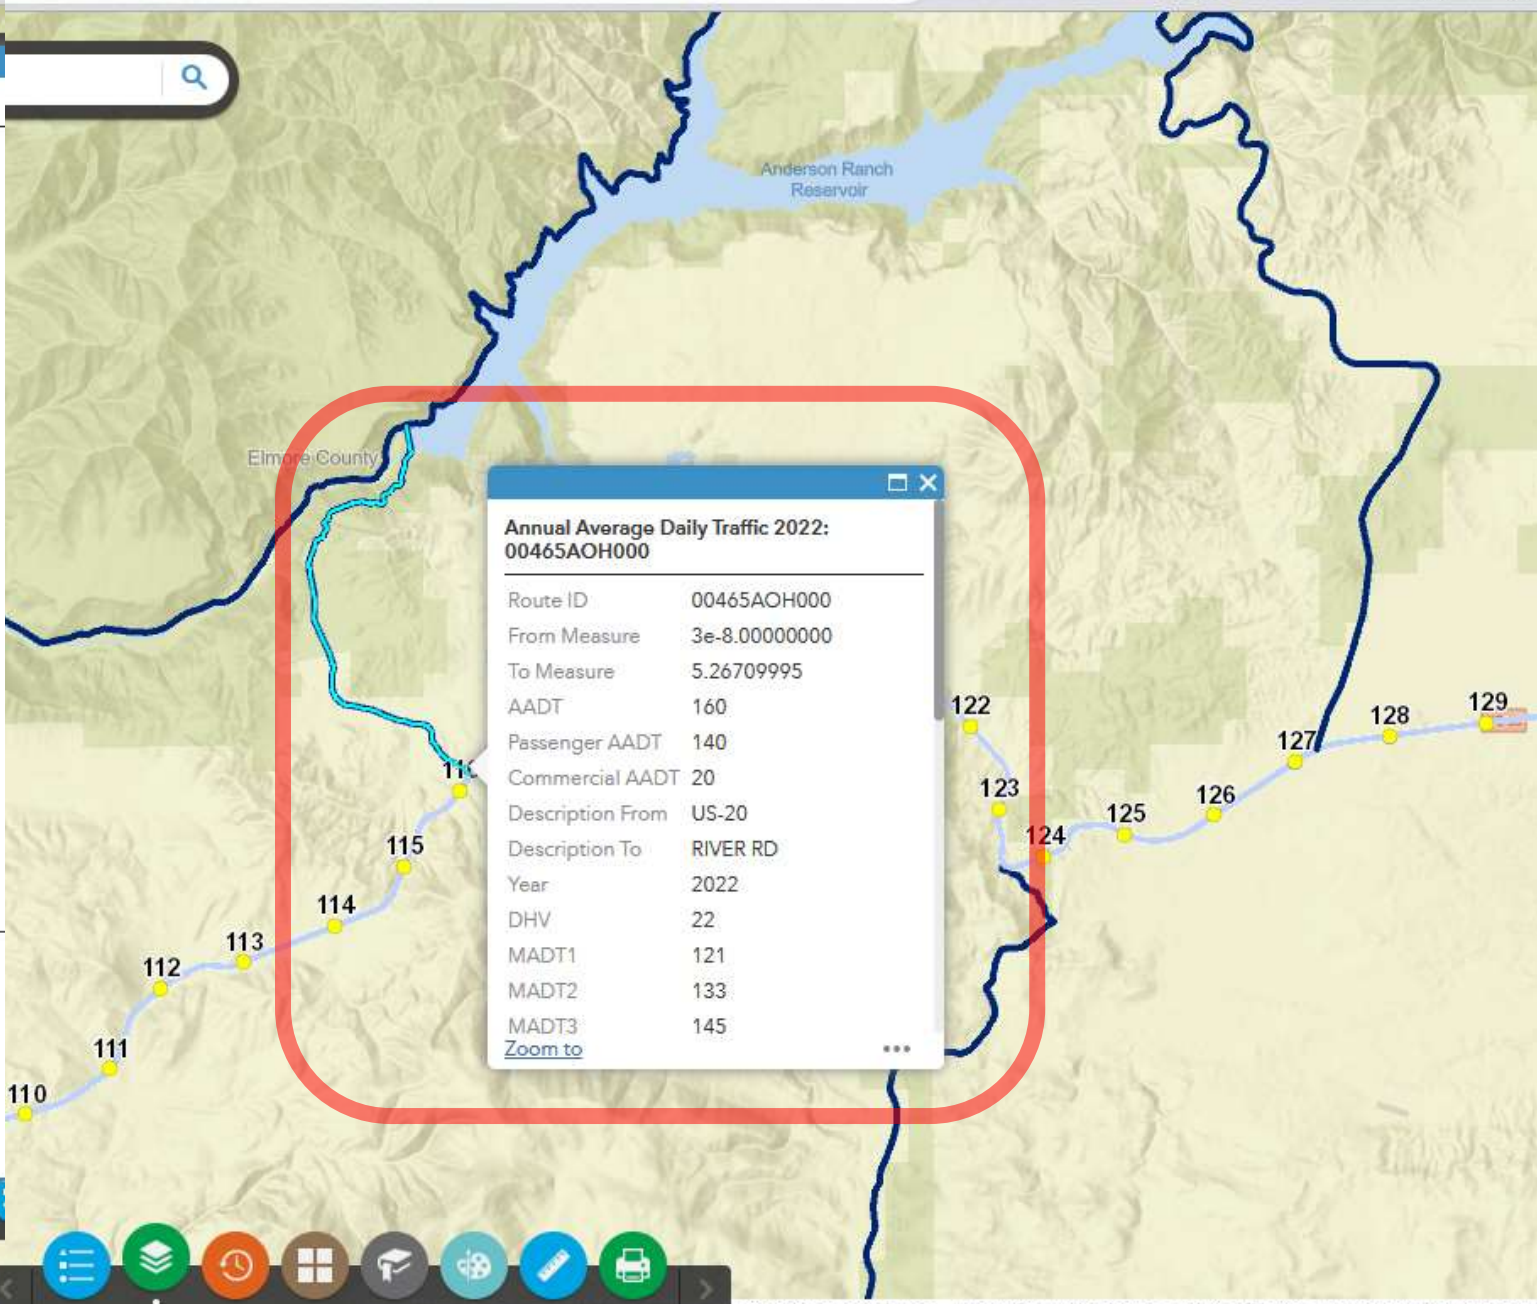 Anderson Ranch
Reservoir
Elmore County
Annual Average Daily Traffic 2022:
00465AOH000
Route ID 00465AOH000
From Measure 3e-8.00000000
To Measure 5.26709995
AADT 160
Passenger AADT 140
Commercial AADT 20
Description From US-20
Description To RIVER RD
Year 2022
DHV 22
MADT1 121
MADT2 133
MADT3 145
Zoom to
122
129
128
127
123
126
125
124
115
114
113
112
111
110